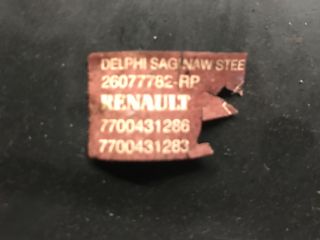 DELPHI SAGINAW STEE
26077782-RP
RENAULT
7700431286
7700431283